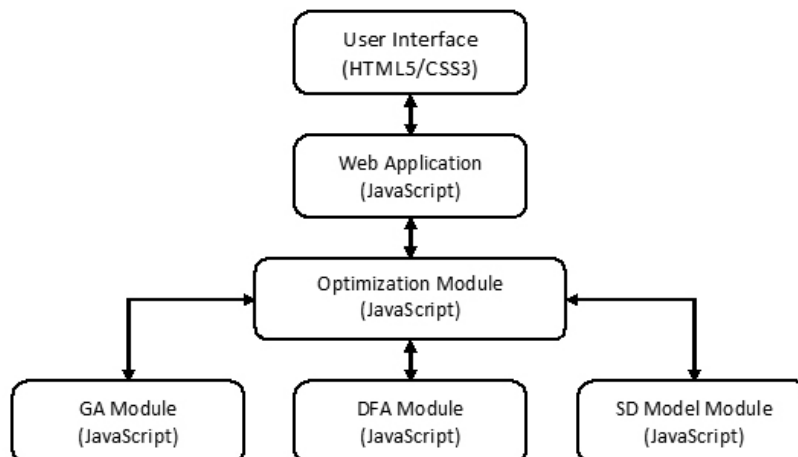 User Interface
(HTML5/CSS3)
Web Application
(JavaScript)
Optimization Module
(JavaScript)
GA Module
(JavaScript)
DFA Module
(JavaScript)
SD Model Module
(JavaScript)